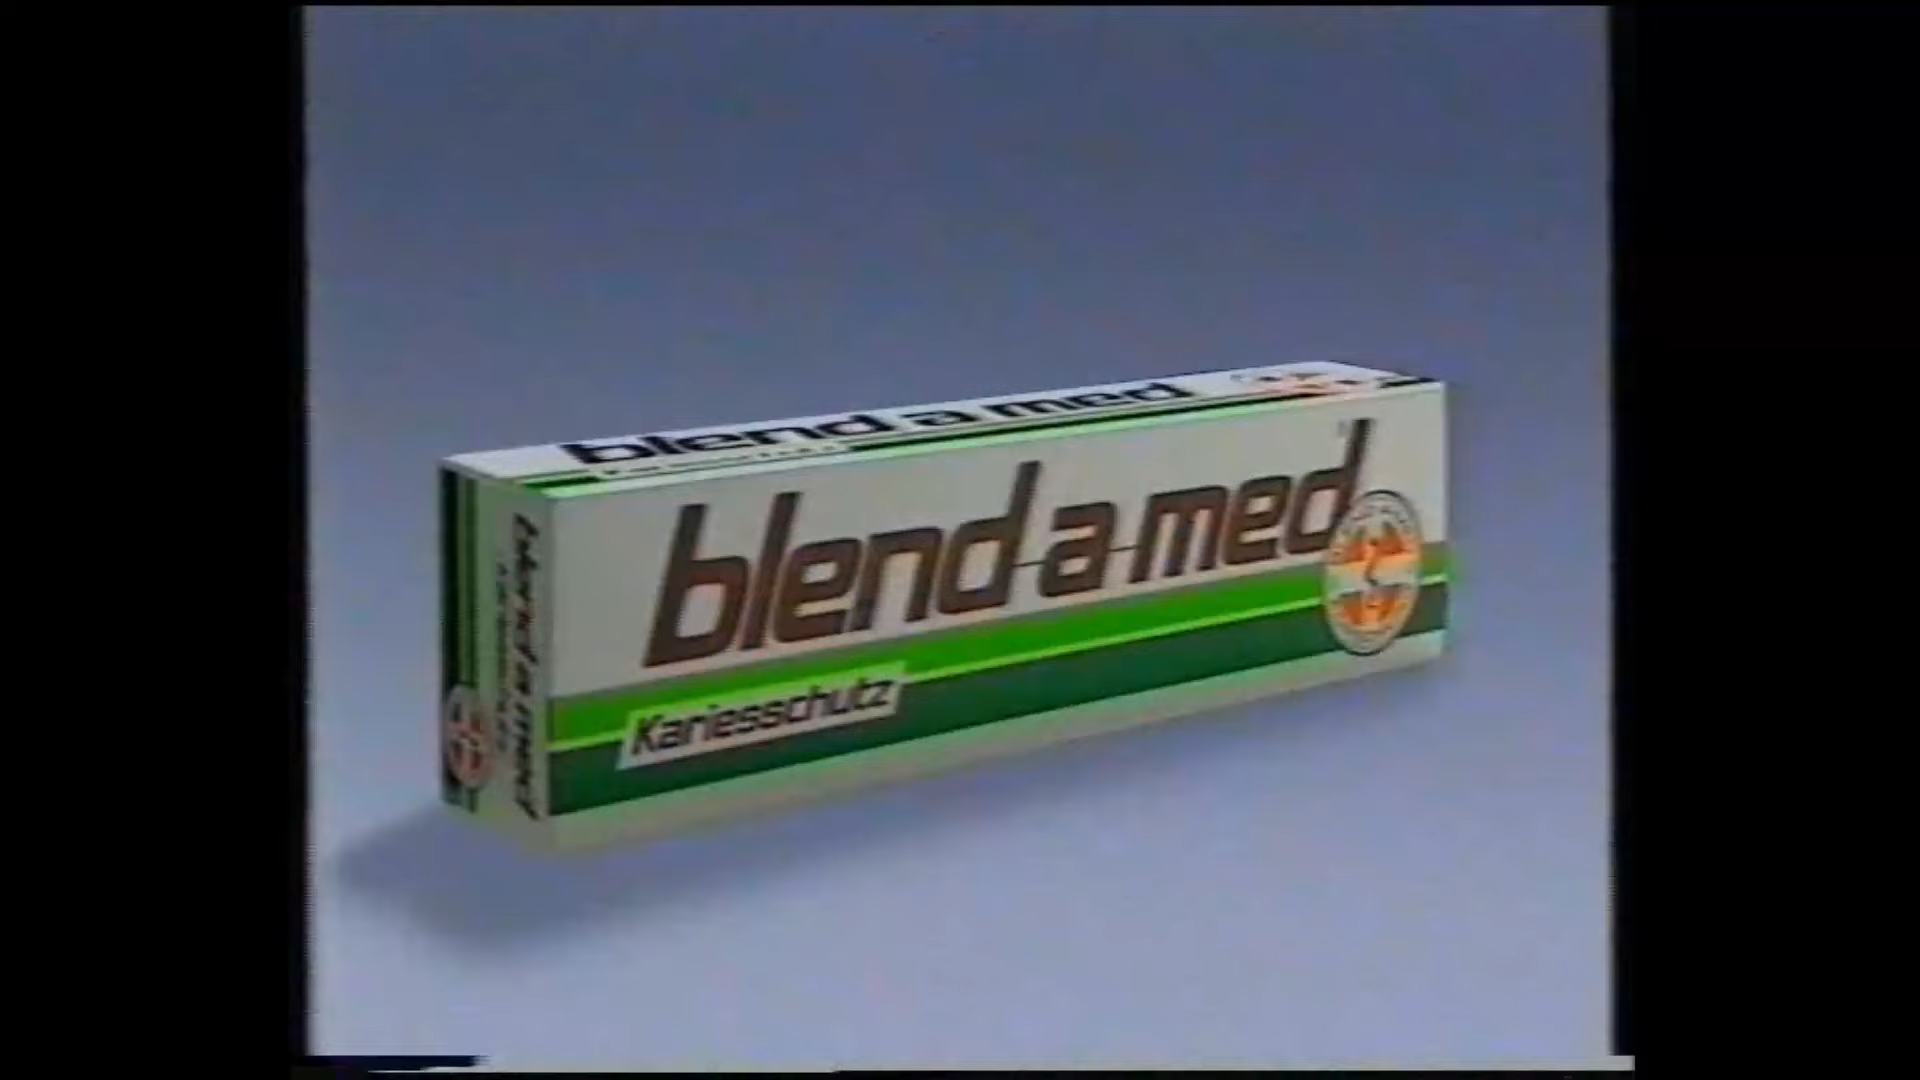 blend a med
blend-a-med
Kariesschutz
blend a med